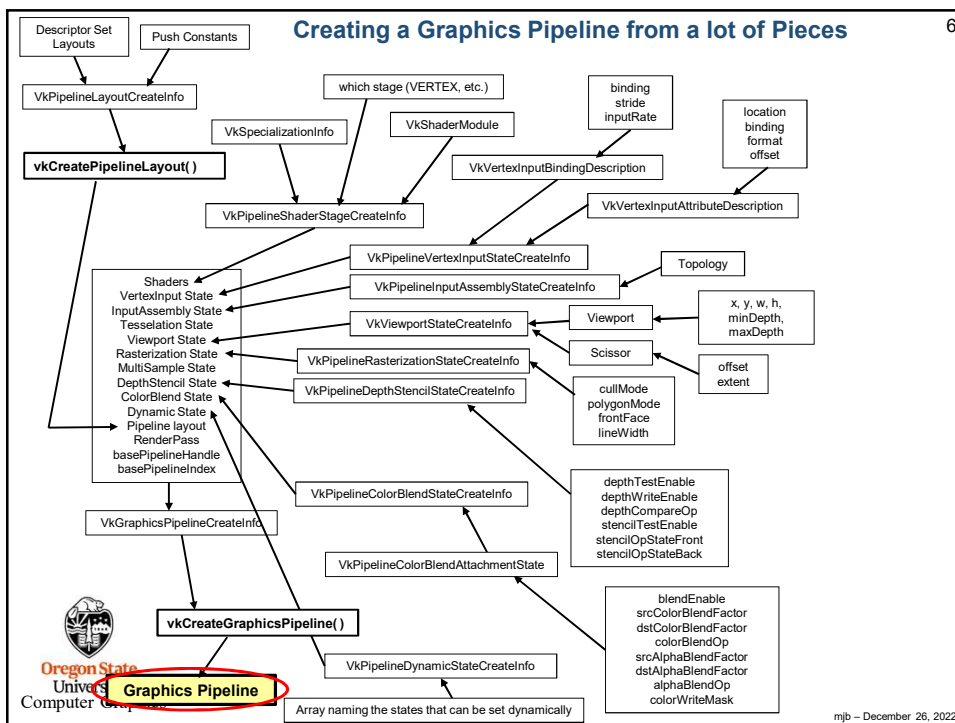 Creating a Graphics Pipeline from a lot of Pieces
6
Descriptor Set
Layouts
Push Constants
VkPipelineLayoutCreateInfo
vkCreatePipelineLayout( )
which stage (VERTEX, etc.)
VkSpecializationInfo
VkShaderModule
VkPipelineShaderStageCreateInfo
binding
stride
inputRate
VkVertexInputBindingDescription
location
binding
format
offset
VkVertexInputAttributeDescription
VkPipelineVertexInputStateCreateInfo
VkPipelineInputAssemblyStateCreateInfo
Topology
Shaders
VertexInput State
InputAssembly State
Tesselation State
Viewport State
Rasterization State
MultiSample State
DepthStencil State
ColorBlend State
Dynamic State
Pipeline layout
RenderPass
basePipelineHandle
basePipelineIndex
VkViewportStateCreateInfo
Viewport
x, y, w, h,
minDepth,
maxDepth
Scissor
offset
extent
VkPipelineRasterizationStateCreateInfo
cullMode
polygonMode
frontFace
lineWidth
VkPipelineDepthStencilStateCreateInfo
depthTestEnable
depthWriteEnable
depthCompareOp
stencilTestEnable
stencilOpStateFront
stencilOpStateBack
VkPipelineColorBlendStateCreateInfo
VkGraphicsPipelineCreateInfo
VkPipelineColorBlendAttachmentState
blendEnable
srcColorBlendFactor
dstColorBlendFactor
colorBlendOp
srcAlphaBlendFactor
dstAlphaBlendFactor
alphaBlendOp
colorWriteMask
vkCreateGraphicsPipeline( )
VkPipelineDynamicStateCreateInfo
Array naming the states that can be set dynamically
Oregon State
Graphics Pipeline
Computer
mjb – December 26, 2022